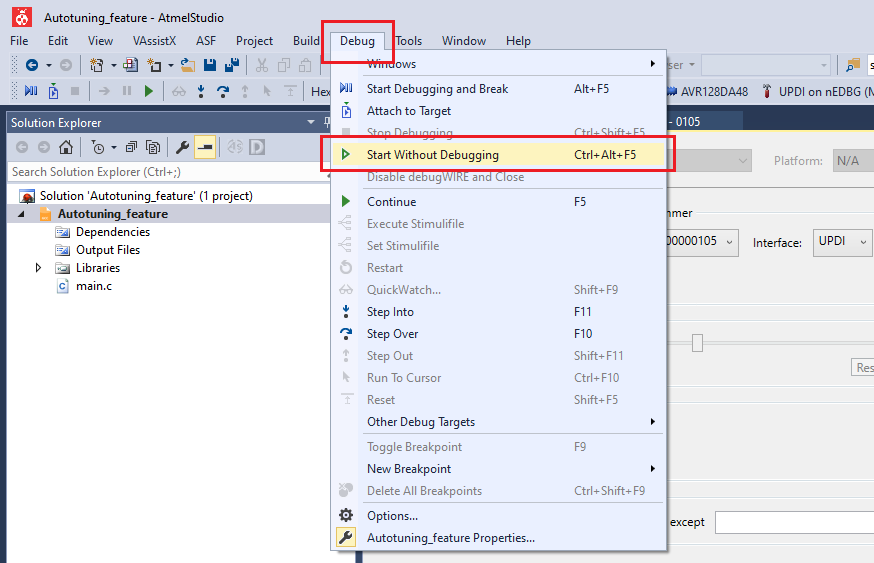 Autotuning_feature - AtmelStudio
File Edit View VAssistX ASF Project Build Debug Tools Window Help
Hex
AVR128DA48
UPDI on nEDBG (
Solution Explorer
Search Solution Explorer (Ctrl+;)
Solution 'Autotuning_feature' (1 project)
Autotuning_feature
Dependencies
Output Files
Libraries
main.c
Windows
Start Debugging and Break Alt+F5
Attach to Target
Stop Debugging Ctrl+Shift+F5
Start Without Debugging Ctrl+Alt+F5
Disable debugWIRE and Close
Continue F5
Execute Stimulifile
Set Stimulifile
Restart
QuickWatch... Shift+F9
Step Into F11
Step Over F10
Step Out Shift+F11
Run To Cursor Ctrl+F10
Reset Shift+F5
Other Debug Targets
Toggle Breakpoint F9
New Breakpoint
Delete All Breakpoints Ctrl+Shift+F9
Options...
Autotuning_feature Properties...
- 0105
Platform: N/A
mmer
00000105 Interface: UPDI
Res
except